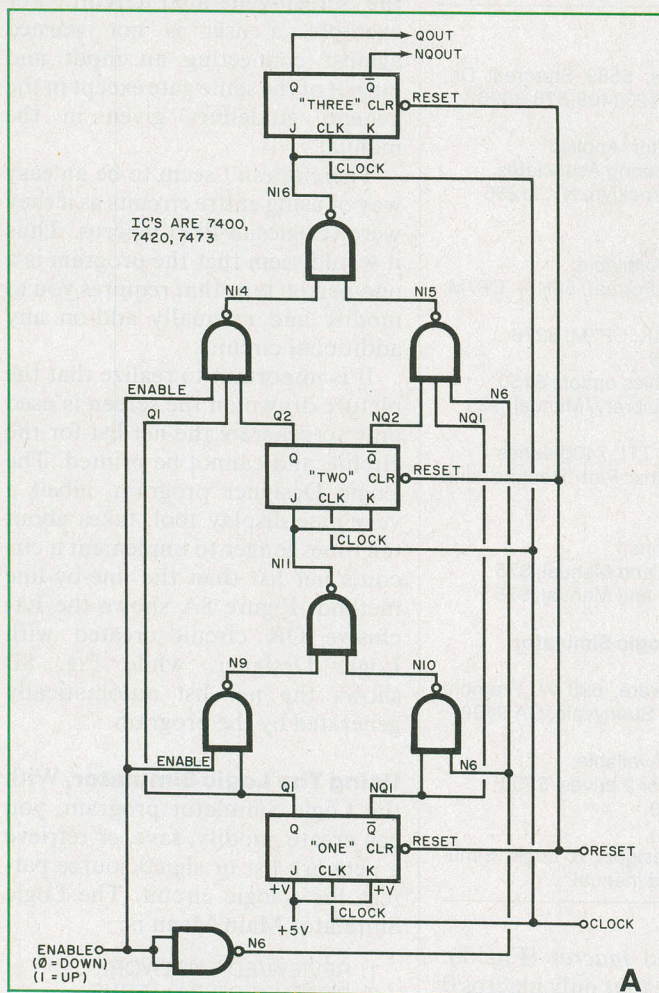 QOUT
NQOUT
Q Q̅
"THREE" CLR RESET
J CLK K
CLOCK
N16
IC'S ARE 7400,
7420, 7473
N14 N15
ENABLE N6
Q1 Q2 NQ2 NQ1
Q Q̅
"TWO" CLR RESET
J CLK K
CLOCK
N11
N9 N10
ENABLE N6
Q1 NQ1
Q Q̅
"ONE" CLR RESET
J CLK K
+V +V
CLOCK
CLOCK
+5V
N6
ENABLE
(0=DOWN)
(1=UP)
A